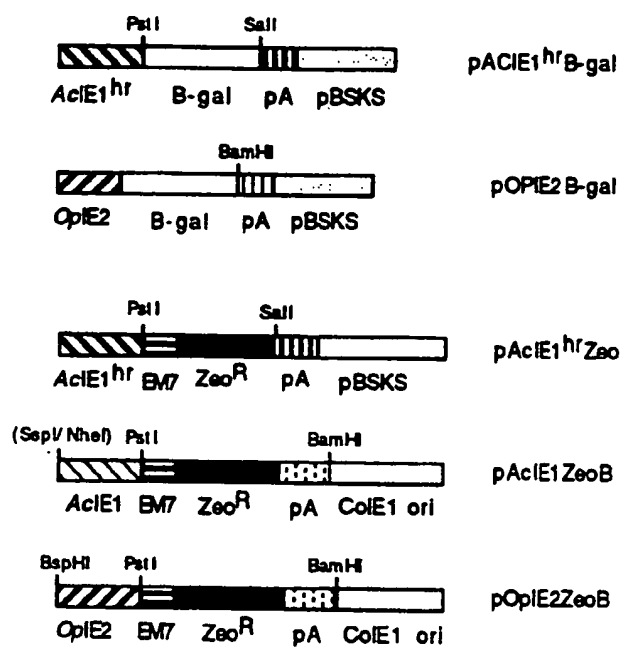 PstI SalI
pACIE1hrB-gal
AcIE1hr B-gal pA pBSKS
BamHI
pOPIE2B-gal
OpIE2 B-gal pA pBSKS
PstI SalI
pAcIE1hrZeo
AcIE1hr EM7 ZeoR pA pBSKS
(SspI/NheI) PstI BamHI
pAcIE1ZeoB
AcIE1 EM7 ZeoR pA ColE1 ori
BspHI PstI BamHI
pOpIE2ZeoB
OpIE2 EM7 ZeoR pA ColE1 ori